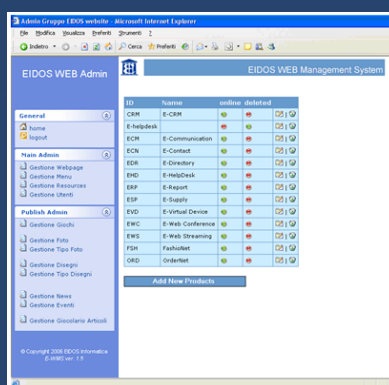 Admin Gruppo EIDOS website - Microsoft Internet Explorer
File Modifica Visualizza Preferiti Strumenti ?
Indietro Cerca Preferiti
EIDOS WEB Admin
EIDOS WEB Management System
General
home
logout
Main Admin
Gestione Webpage
Gestione Menu
Gestione Resources
Gestione Utenti
Publish Admin
Gestione Giochi
Gestione Foto
Gestione Tipo Foto
Gestione Disegni
Gestione Tipo Disegni
Gestione News
Gestione Eventi
Gestione Giocolario Articoli
© Copyright 2006 EIDOS Informatica
E-WMS ver. 1.5
ID Name online deleted
CRM E-CRM
E-helpdesk
ECM E-Communication
ECN E-Contact
EDR E-Directory
EHD E-HelpDesk
ERP E-Report
ESP E-Supply
EVD E-Virtual Device
EWC E-Web Conference
EWS E-Web Streaming
FSH FashioNet
ORD OrderNet
Add New Products